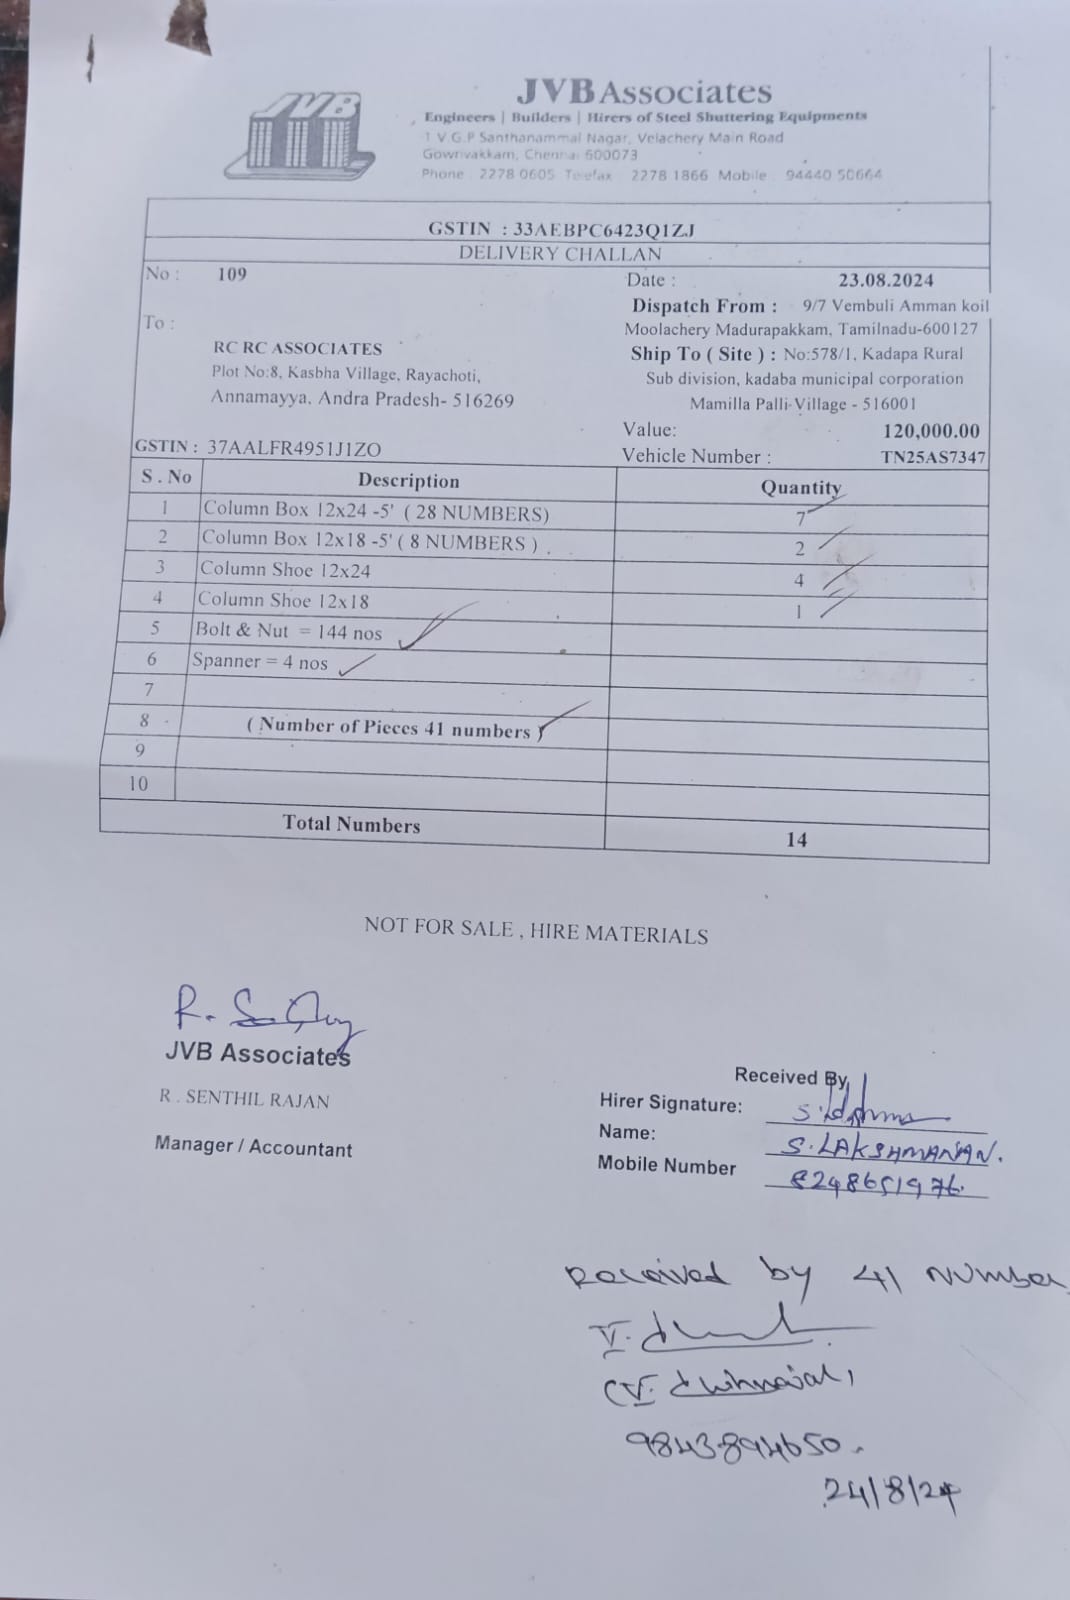 JVB
JVB Associates
Engineers | Builders | Hirers of Steel Shuttering Equipments
1 V.G.P Santhanammal Nagar, Velachery Main Road
Gowrivakkam, Chennai 600073
Phone : 2278 0605 Telefax : 2278 1866 Mobile : 94440 50664
GSTIN : 33AEBPC6423Q1ZJ
DELIVERY CHALLAN
No : 109
Date : 23.08.2024
Dispatch From : 9/7 Vembuli Amman koil
Moolachery Madurapakkam, Tamilnadu-600127
To :
RC RC ASSOCIATES
Plot No:8, Kasbha Village, Rayachoti,
Annamayya, Andra Pradesh- 516269
Ship To ( Site ) : No:578/1, Kadapa Rural
Sub division, kadaba municipal corporation
Mamilla Palli-Village - 516001
Value: 120,000.00
GSTIN : 37AALFR4951J1ZO
Vehicle Number : TN25AS7347
S . No Description Quantity
1 Column Box 12x24 -5' ( 28 NUMBERS) 7
2 Column Box 12x18 -5' ( 8 NUMBERS ) . 2
3 Column Shoe 12x24 4
4 Column Shoe 12x18 1
5 Bolt & Nut = 144 nos
6 Spanner = 4 nos
7
8 ( Number of Pieces 41 numbers )
9
10
Total Numbers 14
NOT FOR SALE , HIRE MATERIALS
JVB Associates
R . SENTHIL RAJAN
Manager / Accountant
Received By
Hirer Signature:
Name: S. LAKSHMANAN.
Mobile Number 8248651976.
Received by 41 Number
9843894650.
24/8/24